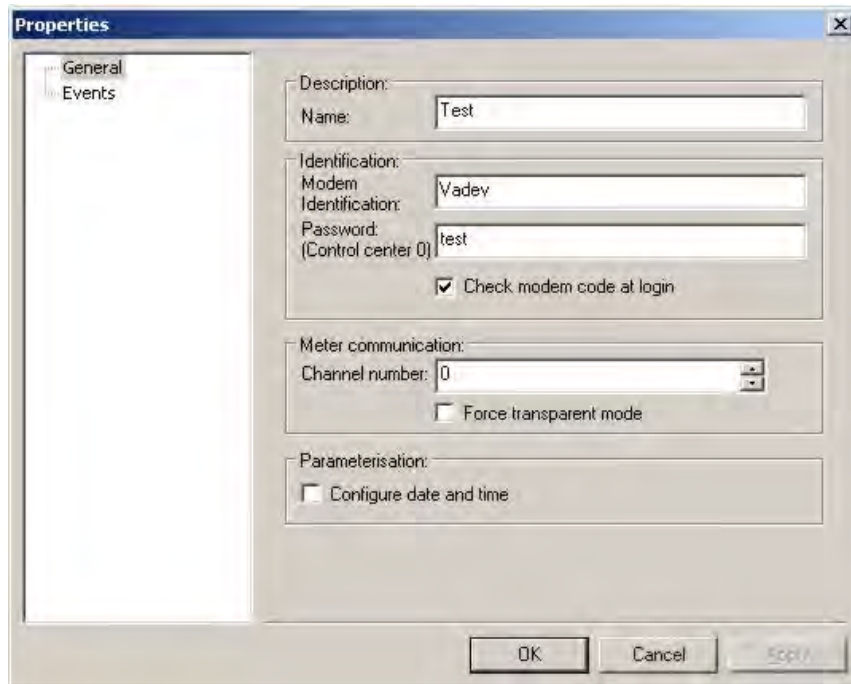 Properties
General
Events
Description:
Name:
Test
Identification:
Modem
Identification:
Vadev
Password:
(Control center 0)
test
Check modem code at login
Meter communication:
Channel number:
0
Force transparent mode
Parameterisation:
Configure date and time
OK
Cancel
Apply